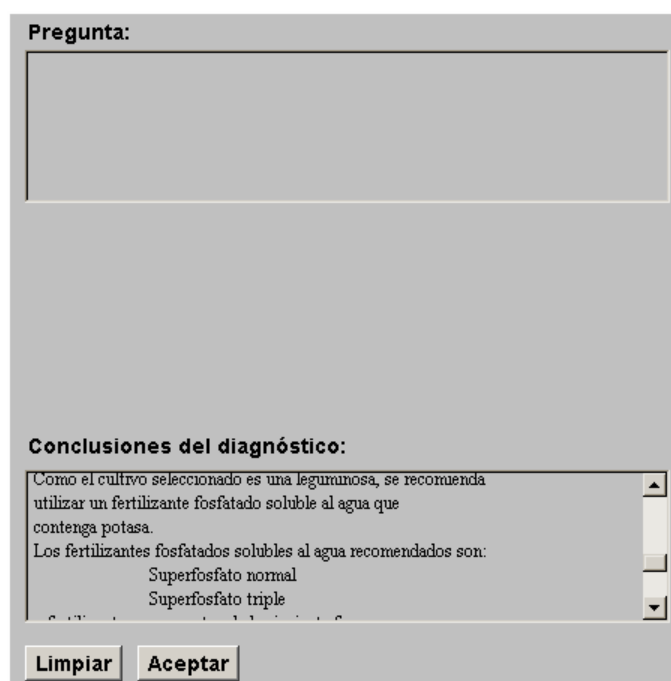 Pregunta:
Conclusiones del diagnóstico:
Como el cultivo seleccionado es una leguminosa, se recomienda
utilizar un fertilizante fosfatado soluble al agua que
contenga potasa.
Los fertilizantes fosfatados solubles al agua recomendados son:
Superfosfato normal
Superfosfato triple
Limpiar Aceptar